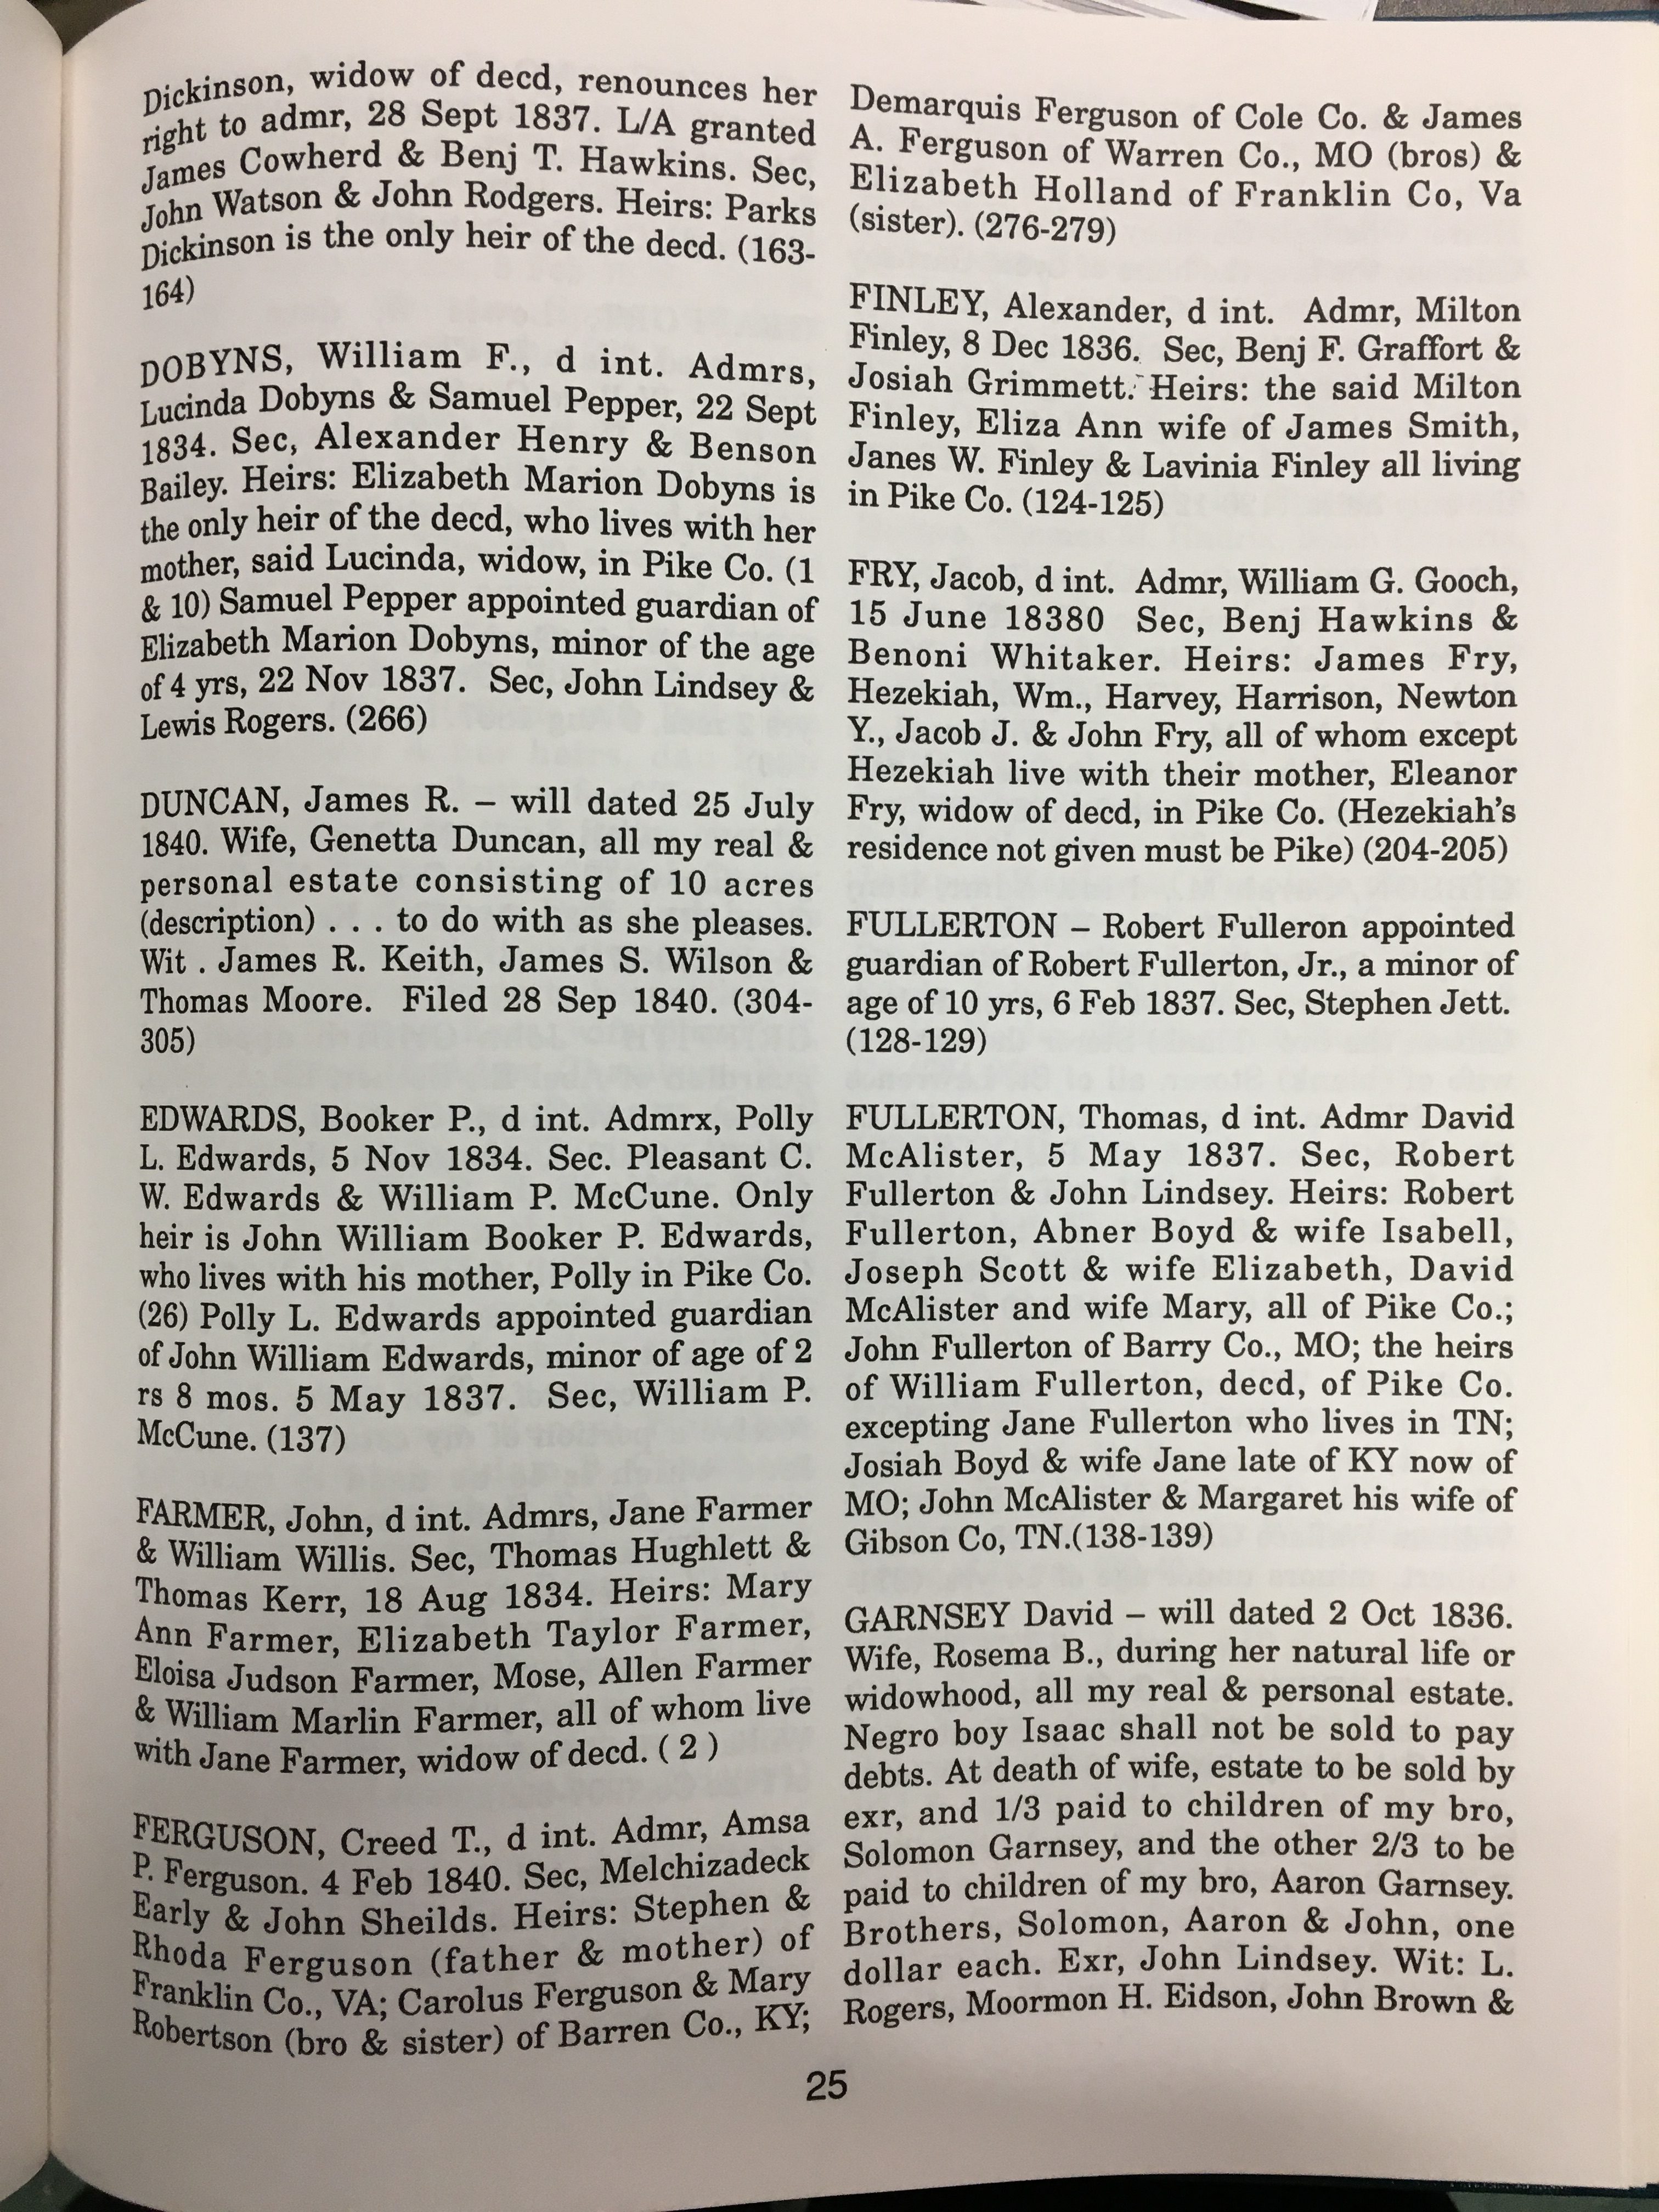 Dickinson, widow of decd, renounces her
right to admr, 28 Sept 1837. L/A granted
James Cowherd & Benj T. Hawkins. Sec,
John Watson & John Rodgers. Heirs: Parks
Dickinson is the only heir of the decd. (163-
164)
DOBYNS, William F., d int. Admrs,
Lucinda Dobyns & Samuel Pepper, 22 Sept
1834. Sec, Alexander Henry & Benson
Bailey. Heirs: Elizabeth Marion Dobyns is
the only heir of the decd, who lives with her
mother, said Lucinda, widow, in Pike Co. (1
& 10) Samuel Pepper appointed guardian of
Elizabeth Marion Dobyns, minor of the age
of 4 yrs, 22 Nov 1837. Sec, John Lindsey &
Lewis Rogers. (266)
DUNCAN, James R. – will dated 25 July
1840. Wife, Genetta Duncan, all my real &
personal estate consisting of 10 acres
(description) . . . to do with as she pleases.
Wit . James R. Keith, James S. Wilson &
Thomas Moore. Filed 28 Sep 1840. (304-
305)
EDWARDS, Booker P., d int. Admrx, Polly
L. Edwards, 5 Nov 1834. Sec. Pleasant C.
W. Edwards & William P. McCune. Only
heir is John William Booker P. Edwards,
who lives with his mother, Polly in Pike Co.
(26) Polly L. Edwards appointed guardian
of John William Edwards, minor of age of 2
rs 8 mos. 5 May 1837. Sec, William P.
McCune. (137)
FARMER, John, d int. Admrs, Jane Farmer
& William Willis. Sec, Thomas Hughlett &
Thomas Kerr, 18 Aug 1834. Heirs: Mary
Ann Farmer, Elizabeth Taylor Farmer,
Eloisa Judson Farmer, Mose, Allen Farmer
& William Marlin Farmer, all of whom live
with Jane Farmer, widow of decd. ( 2 )
FERGUSON, Creed T., d int. Admr, Amsa
P. Ferguson. 4 Feb 1840. Sec, Melchizadeck
Early & John Sheilds. Heirs: Stephen &
Rhoda Ferguson (father & mother) of
Franklin Co., VA; Carolus Ferguson & Mary
Robertson (bro & sister) of Barren Co., KY;
Demarquis Ferguson of Cole Co. & James
A. Ferguson of Warren Co., MO (bros) &
Elizabeth Holland of Franklin Co, Va
(sister). (276-279)
FINLEY, Alexander, d int. Admr, Milton
Finley, 8 Dec 1836. Sec, Benj F. Graffort &
Josiah Grimmett. Heirs: the said Milton
Finley, Eliza Ann wife of James Smith,
Janes W. Finley & Lavinia Finley all living
in Pike Co. (124-125)
FRY, Jacob, d int. Admr, William G. Gooch,
15 June 18380 Sec, Benj Hawkins &
Benoni Whitaker. Heirs: James Fry,
Hezekiah, Wm., Harvey, Harrison, Newton
Y., Jacob J. & John Fry, all of whom except
Hezekiah live with their mother, Eleanor
Fry, widow of decd, in Pike Co. (Hezekiah's
residence not given must be Pike) (204-205)
FULLERTON – Robert Fulleron appointed
guardian of Robert Fullerton, Jr., a minor of
age of 10 yrs, 6 Feb 1837. Sec, Stephen Jett.
(128-129)
FULLERTON, Thomas, d int. Admr David
McAlister, 5 May 1837. Sec, Robert
Fullerton & John Lindsey. Heirs: Robert
Fullerton, Abner Boyd & wife Isabell,
Joseph Scott & wife Elizabeth, David
McAlister and wife Mary, all of Pike Co.;
John Fullerton of Barry Co., MO; the heirs
of William Fullerton, decd, of Pike Co.
excepting Jane Fullerton who lives in TN;
Josiah Boyd & wife Jane late of KY now of
MO; John McAlister & Margaret his wife of
Gibson Co, TN.(138-139)
GARNSEY David – will dated 2 Oct 1836.
Wife, Rosema B., during her natural life or
widowhood, all my real & personal estate.
Negro boy Isaac shall not be sold to pay
debts. At death of wife, estate to be sold by
exr, and 1/3 paid to children of my bro,
Solomon Garnsey, and the other 2/3 to be
paid to children of my bro, Aaron Garnsey.
Brothers, Solomon, Aaron & John, one
dollar each. Exr, John Lindsey. Wit: L.
Rogers, Moormon H. Eidson, John Brown &
25